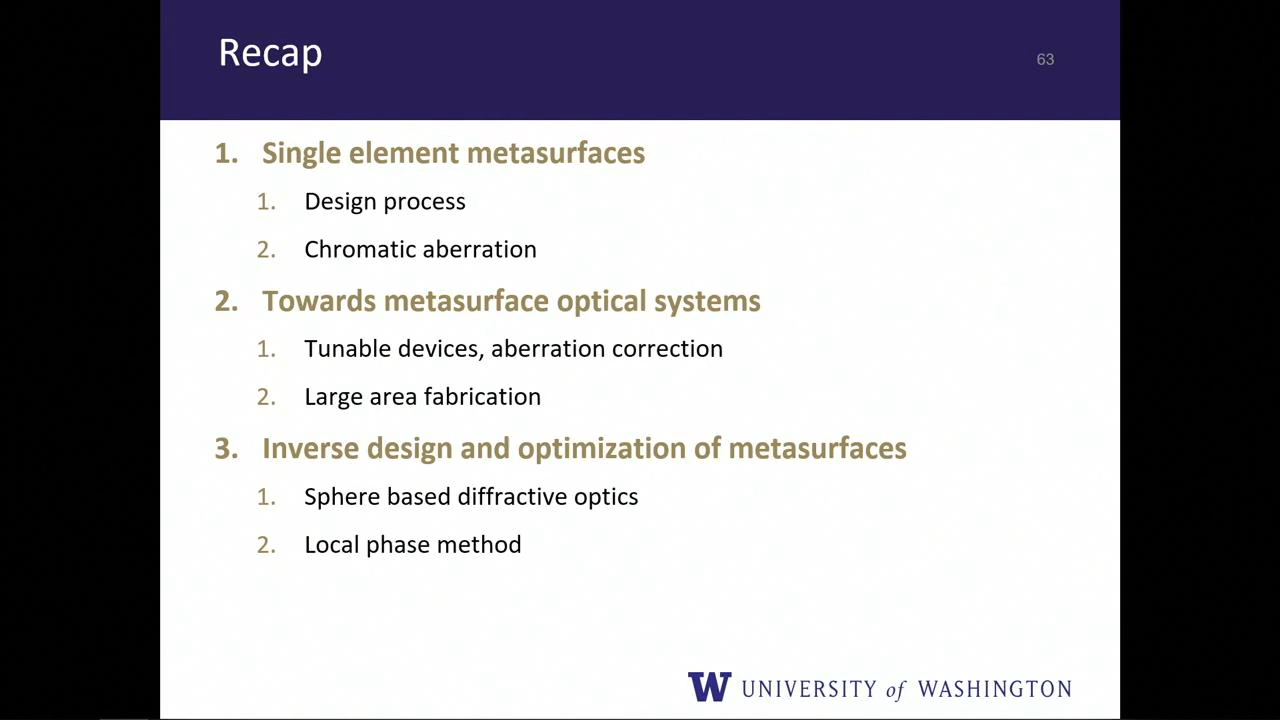 Recap
63
1. Single element metasurfaces
1. Design process
2. Chromatic aberration
2. Towards metasurface optical systems
1. Tunable devices, aberration correction
2. Large area fabrication
3. Inverse design and optimization of metasurfaces
1. Sphere based diffractive optics
2. Local phase method
W UNIVERSITY of WASHINGTON